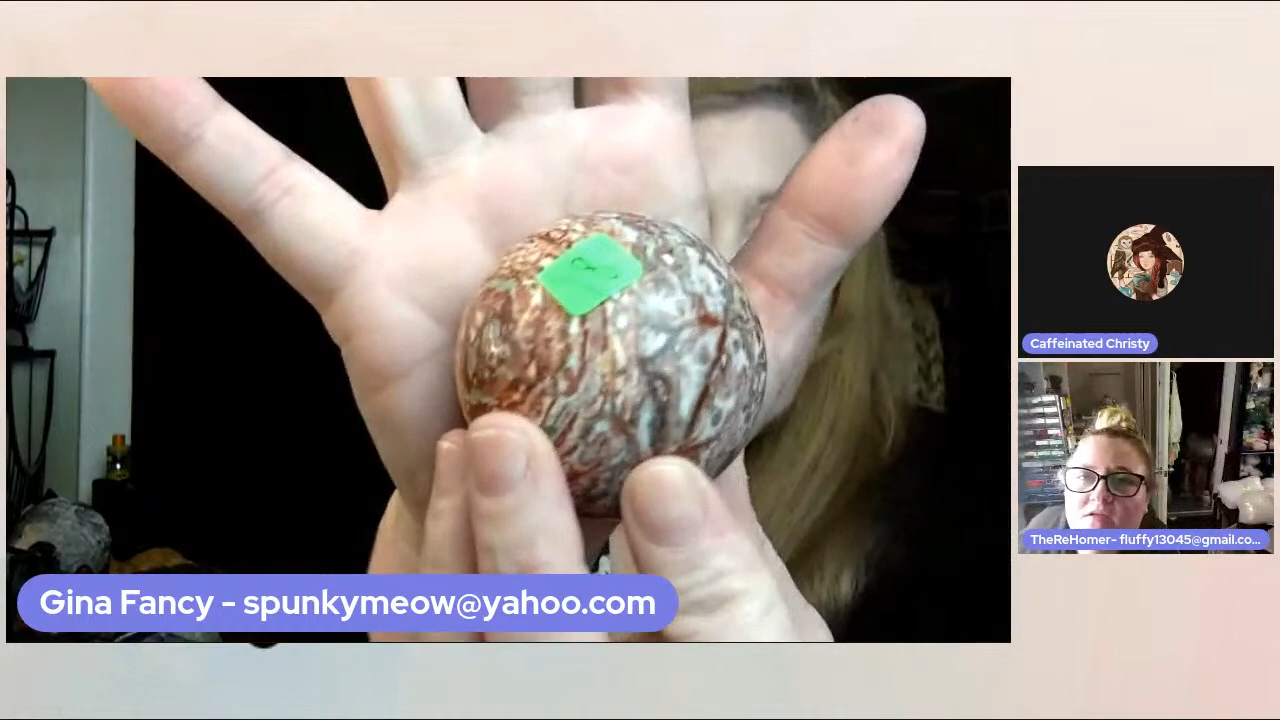 Gina Fancy - spunkymeow@yahoo.com
Caffeinated Christy
TheReHomer- fluffy13045@gmail.co...